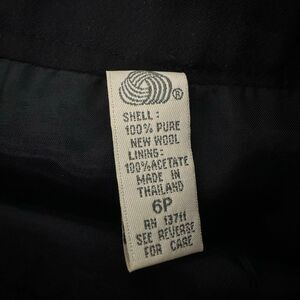 ®
SHELL:
100% PURE
NEW WOOL
LINING:
100% ACETATE
MADE IN
THAILAND
6P
RN 13711
SEE REVERSE
FOR CARE